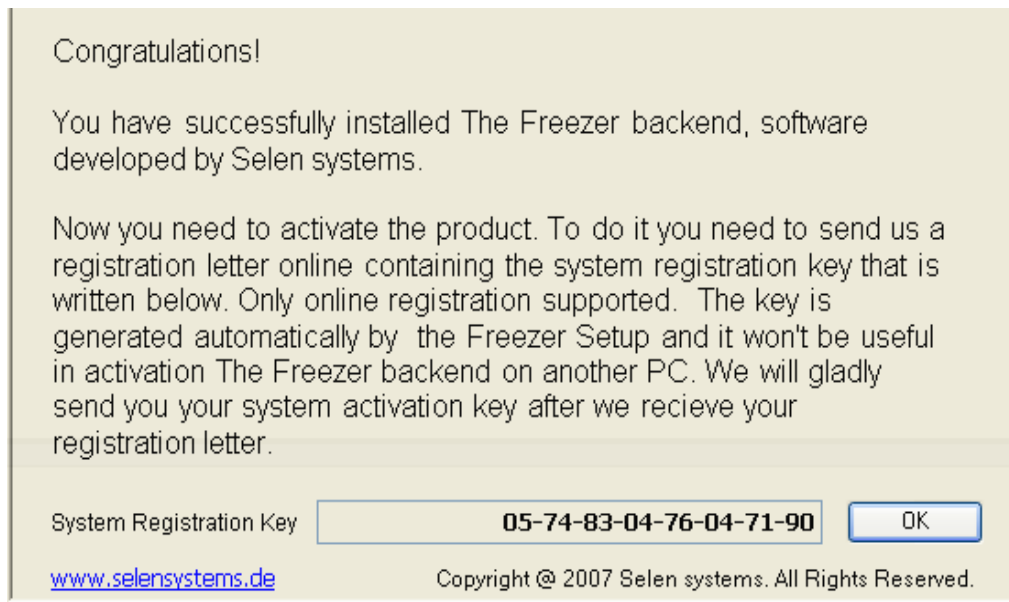 Congratulations!
You have successfully installed The Freezer backend, software
developed by Selen systems.
Now you need to activate the product. To do it you need to send us a
registration letter online containing the system registration key that is
written below. Only online registration supported.  The key is
generated automatically by  the Freezer Setup and it won't be useful
in activation The Freezer backend on another PC. We will gladly
send you your system activation key after we recieve your
registration letter.
System Registration Key 05-74-83-04-76-04-71-90 OK
www.selensystems.de Copyright @ 2007 Selen systems. All Rights Reserved.